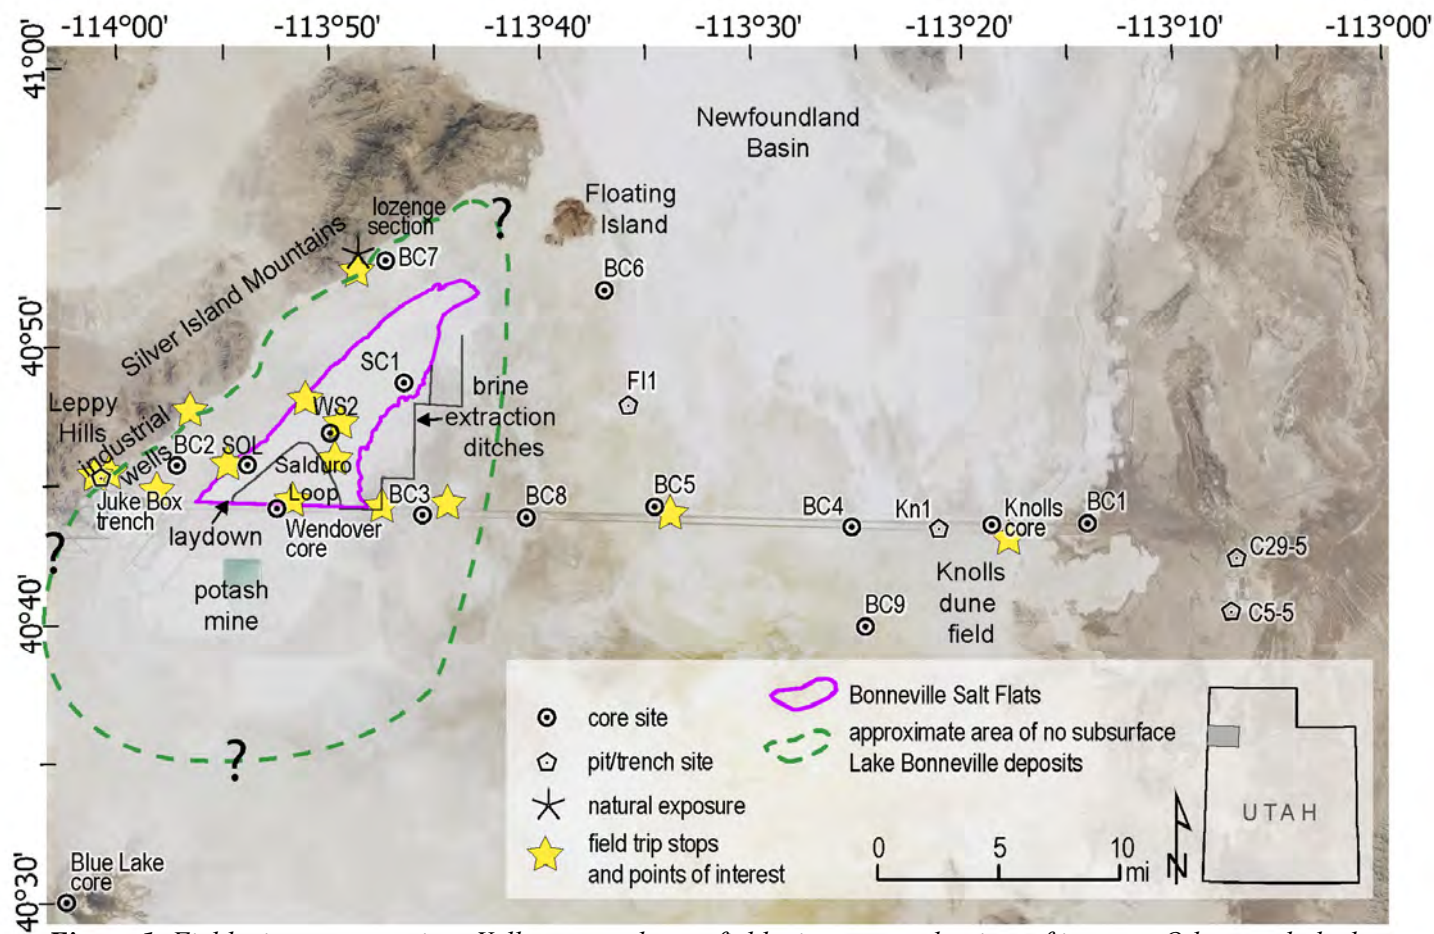 -114°00'
-113°50'
-113°40'
-113°30'
-113°20'
-113°10'
-113°00'
41°00'
40°50'
40°40'
40°30'
Newfoundland
Basin
Floating
Island
lozenge
section
?
BC7
BC6
Silver Island Mountains
SC1
FI1
brine
extraction
ditches
Leppy
Hills
industrial
wells
WS2
BC2
SOL
Salduro
Loop
Juke Box
trench
laydown
Wendover
core
BC3
BC8
BC5
BC4
Kn1
Knolls
core
BC1
C29-5
C5-5
?
potash
mine
BC9
Knolls
dune
field
?
Blue Lake
core
core site
pit/trench site
natural exposure
field trip stops
and points of interest
Bonneville Salt Flats
approximate area of no subsurface
Lake Bonneville deposits
0 5 10
mi
N
UTAH